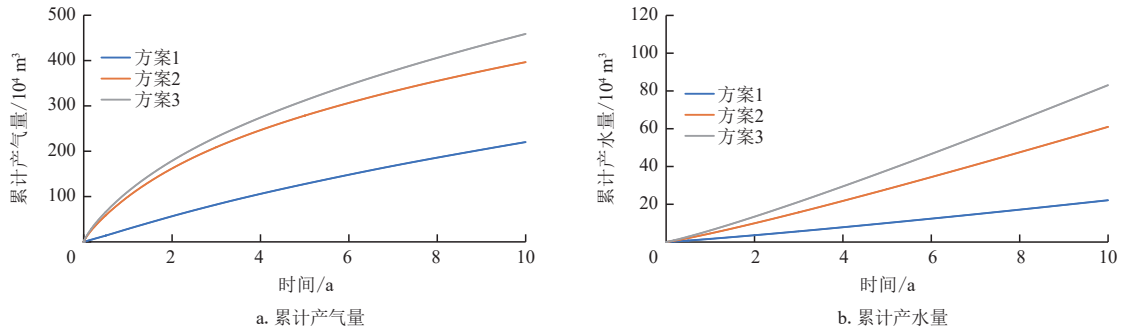 500
400
300
200
100
0
累计产气量/10⁴ m³
方案1
方案2
方案3
0 2 4 6 8 10
时间/a
a. 累计产气量
120
100
80
60
40
20
0
累计产水量/10⁴ m³
方案1
方案2
方案3
0 2 4 6 8 10
时间/a
b. 累计产水量